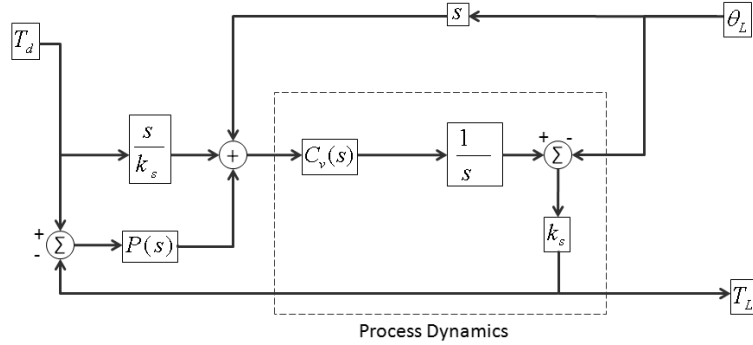 s
θ_L
T_d
s
k_s
+
C_v(s)
1
s
+
-
Σ
+
-
Σ
P(s)
k_s
T_L
Process Dynamics